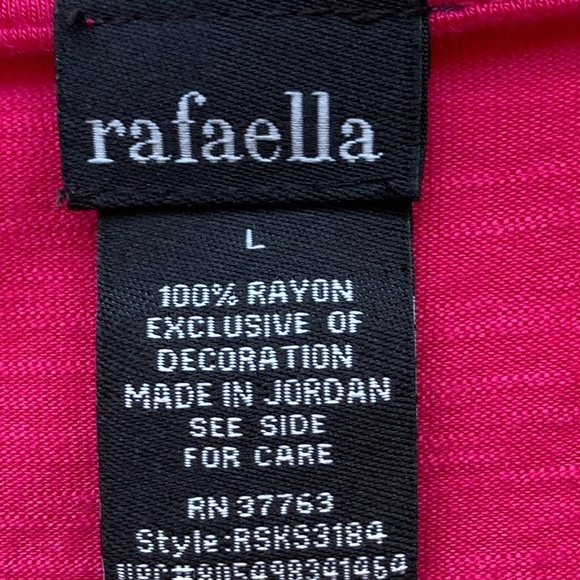 rafaella
L
100% RAYON
EXCLUSIVE OF
DECORATION
MADE IN JORDAN
SEE SIDE
FOR CARE
RN 37763
Style:RSKS3184